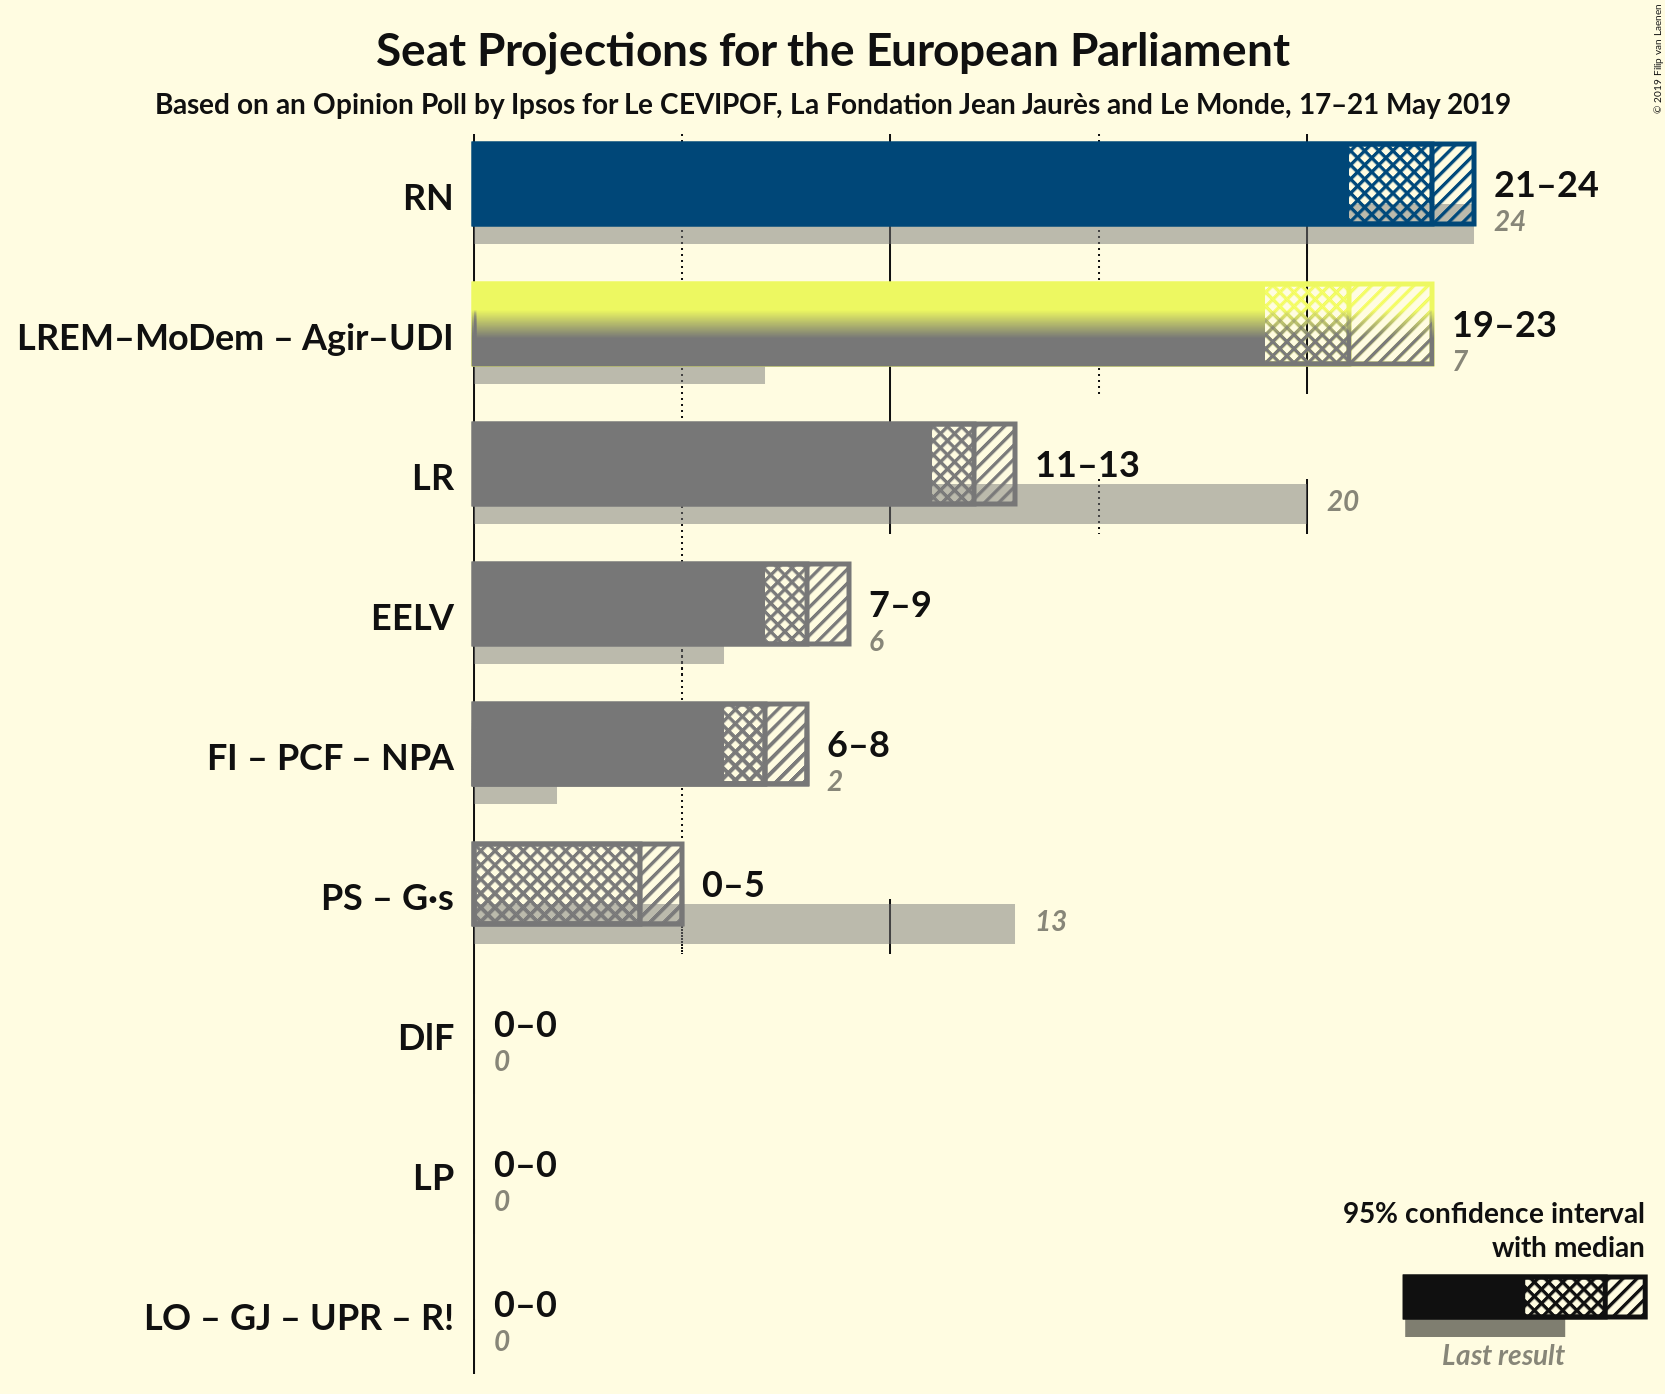 Seat Projections for the European Parliament
Based on an Opinion Poll by Ipsos for Le CEVIPOF, La Fondation Jean Jaurès and Le Monde, 17–21 May 2019
© 2019 Filip van Laenen
RN
21–24
24
LREM–MoDem – Agir–UDI
19–23
7
LR
11–13
20
EELV
7–9
6
FI – PCF – NPA
6–8
2
PS – G·s
0–5
13
DlF
0–0
0
LP
0–0
0
LO – GJ – UPR – R!
0–0
0
95% confidence interval
with median
Last result